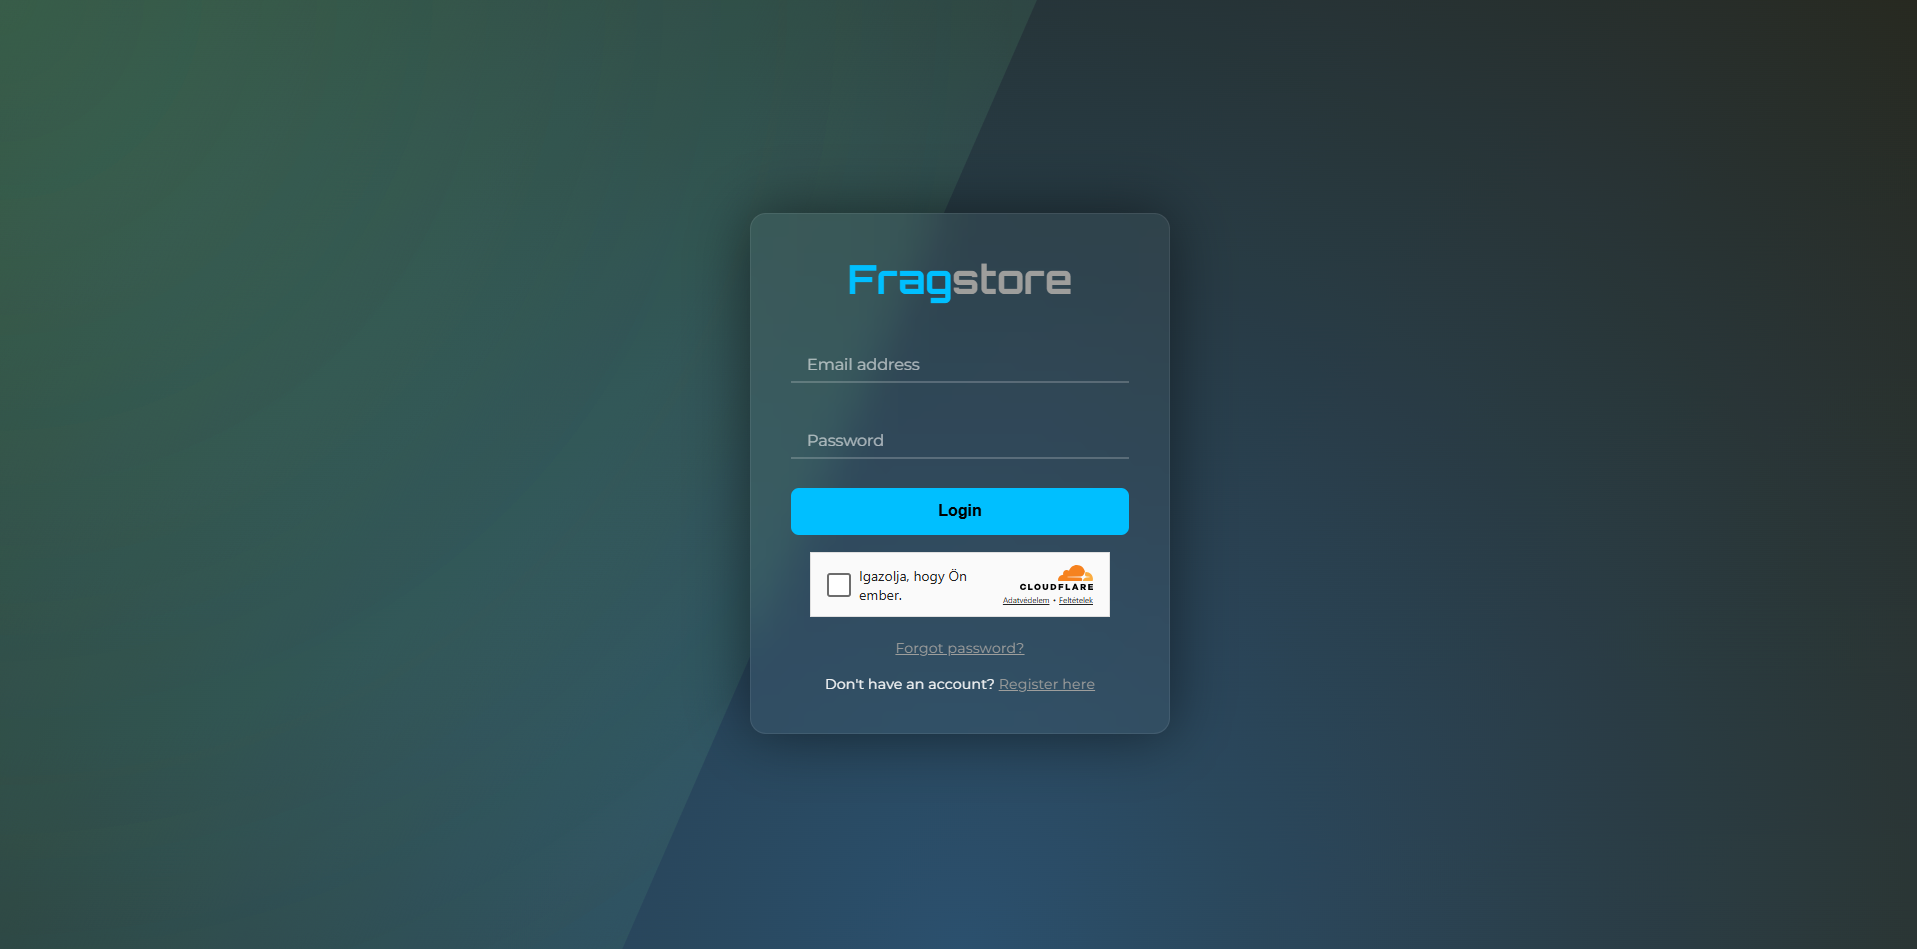 Fragstore
Email address
Password
Login
Igazolja, hogy Ön
ember.
CLOUDFLARE
Adatvédelem • Feltételek
Forgot password?
Don't have an account? Register here